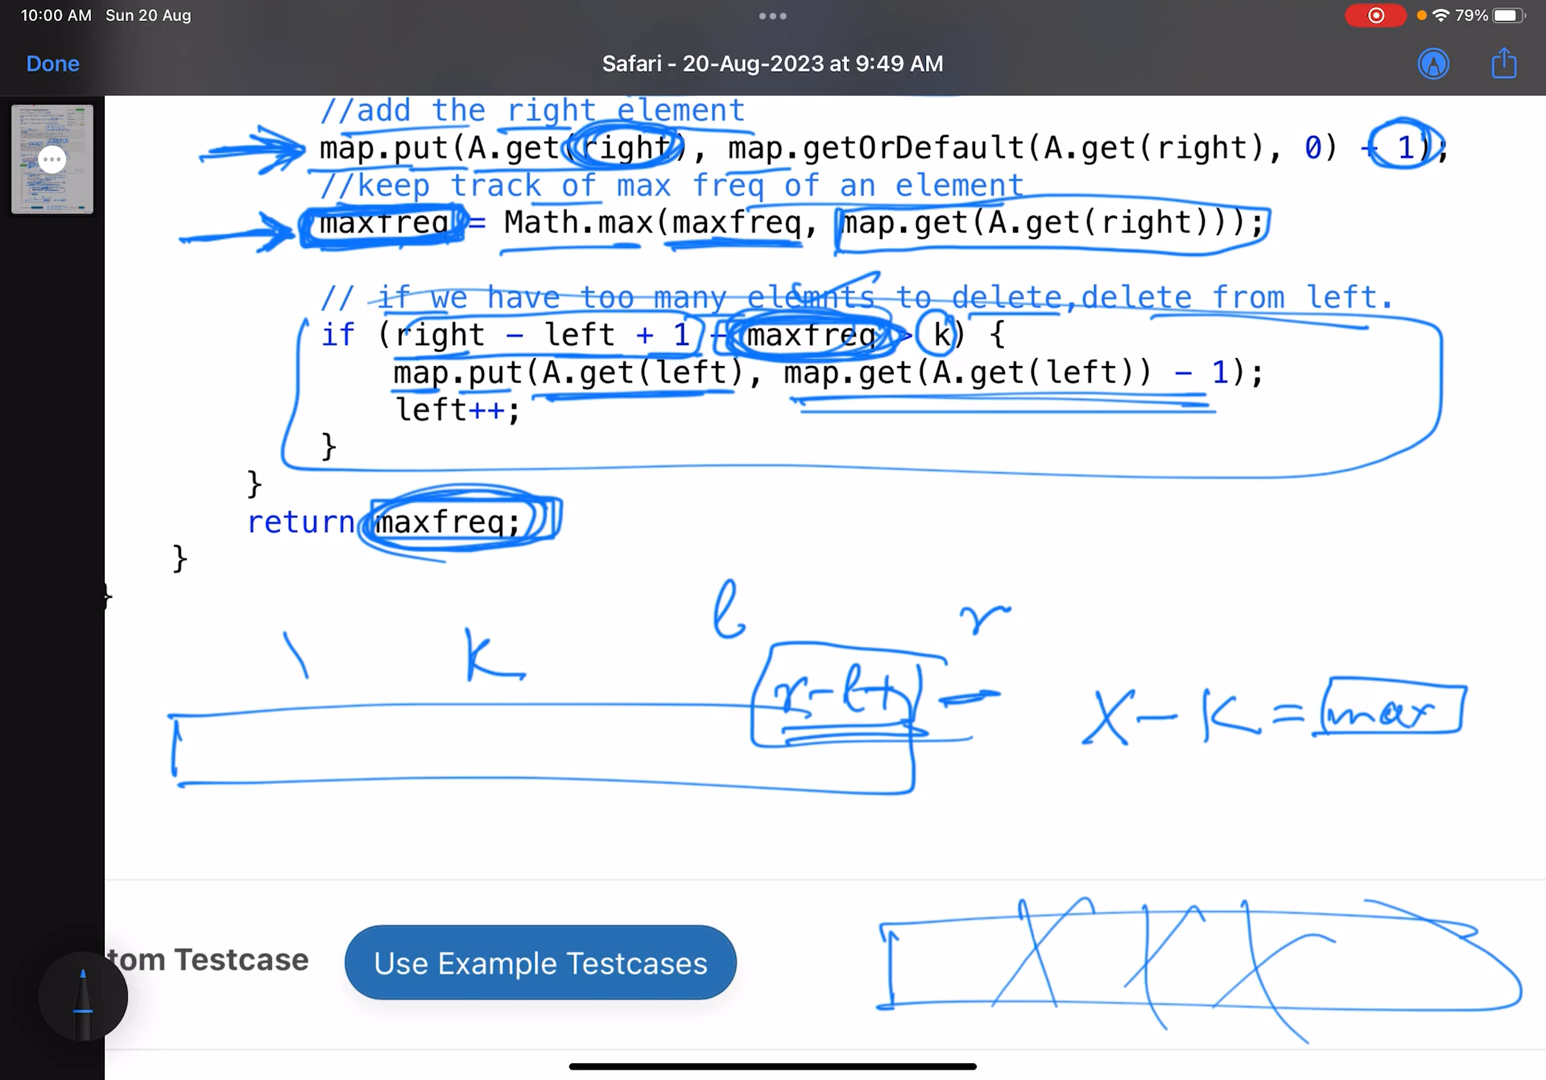 10:00 AM Sun 20 Aug
79%
Done
Safari - 20-Aug-2023 at 9:49 AM
//add the right element
map.put(A.get(right), map.getOrDefault(A.get(right), 0) + 1);
//keep track of max freq of an element
maxfreq = Math.max(maxfreq, map.get(A.get(right)));
// if we have too many elemnts to delete,delete from left.
if (right - left + 1 - maxfreq > k) {
map.put(A.get(left), map.get(A.get(left)) - 1);
left++;
}
}
return maxfreq;
}
}
l r
K
r-l+1 -
X - K = max
tom Testcase
Use Example Testcases